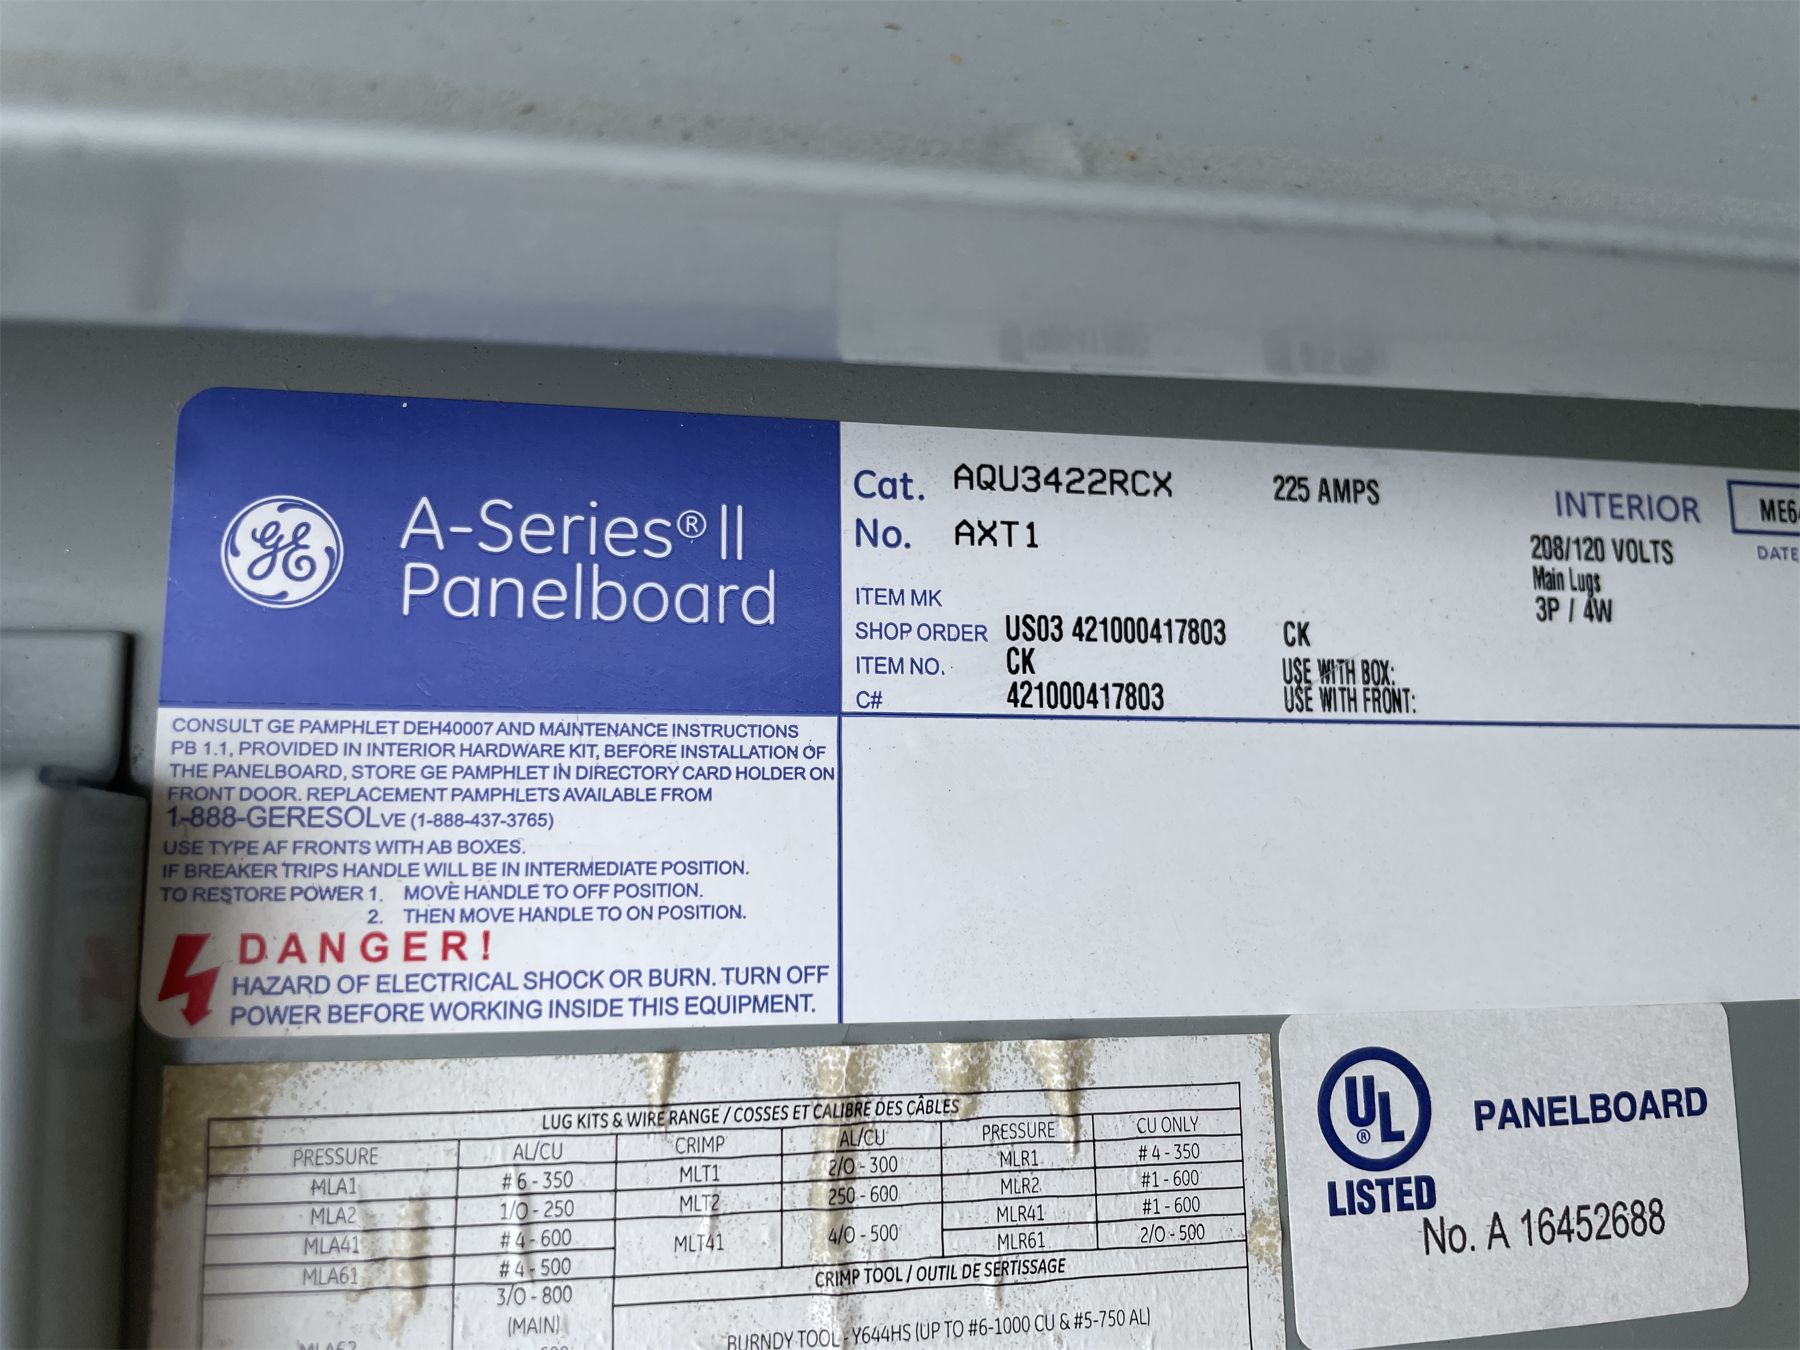 GE
A-Series® II
Panelboard
Cat. AQU3422RCX
No. AXT1
225 AMPS
INTERIOR
208/120 VOLTS
Main Lugs
3P / 4W
DATE
ITEM MK
SHOP ORDER US03 421000417803 CK
ITEM NO. CK
C# 421000417803
USE WITH BOX:
USE WITH FRONT:
CONSULT GE PAMPHLET DEH40007 AND MAINTENANCE INSTRUCTIONS
PB 1.1, PROVIDED IN INTERIOR HARDWARE KIT, BEFORE INSTALLATION OF
THE PANELBOARD, STORE GE PAMPHLET IN DIRECTORY CARD HOLDER ON
FRONT DOOR. REPLACEMENT PAMPHLETS AVAILABLE FROM
1-888-GERESOLVE (1-888-437-3765)
USE TYPE AF FRONTS WITH AB BOXES.
IF BREAKER TRIPS HANDLE WILL BE IN INTERMEDIATE POSITION.
TO RESTORE POWER 1. MOVE HANDLE TO OFF POSITION.
2. THEN MOVE HANDLE TO ON POSITION.
DANGER!
HAZARD OF ELECTRICAL SHOCK OR BURN. TURN OFF
POWER BEFORE WORKING INSIDE THIS EQUIPMENT.
LUG KITS & WIRE RANGE / COSSES ET CALIBRE DES CÂBLES
PRESSURE AL/CU CRIMP AL/CU PRESSURE CU ONLY
MLA1 #6-350 MLT1 2/0-300 MLR1 #4-350
MLA2 1/0-250 MLT2 250-600 MLR2 #1-600
MLA41 #4-600 MLT41 4/0-500 MLR41 #1-600
MLA61 #4-500 MLR61 2/0-500
3/0-800
(MAIN)
CRIMP TOOL / OUTIL DE SERTISSAGE
BURNDY TOOL - Y644HS (UP TO #6-1000 CU & #5-750 AL)
UL ®
LISTED
PANELBOARD
No. A 16452688